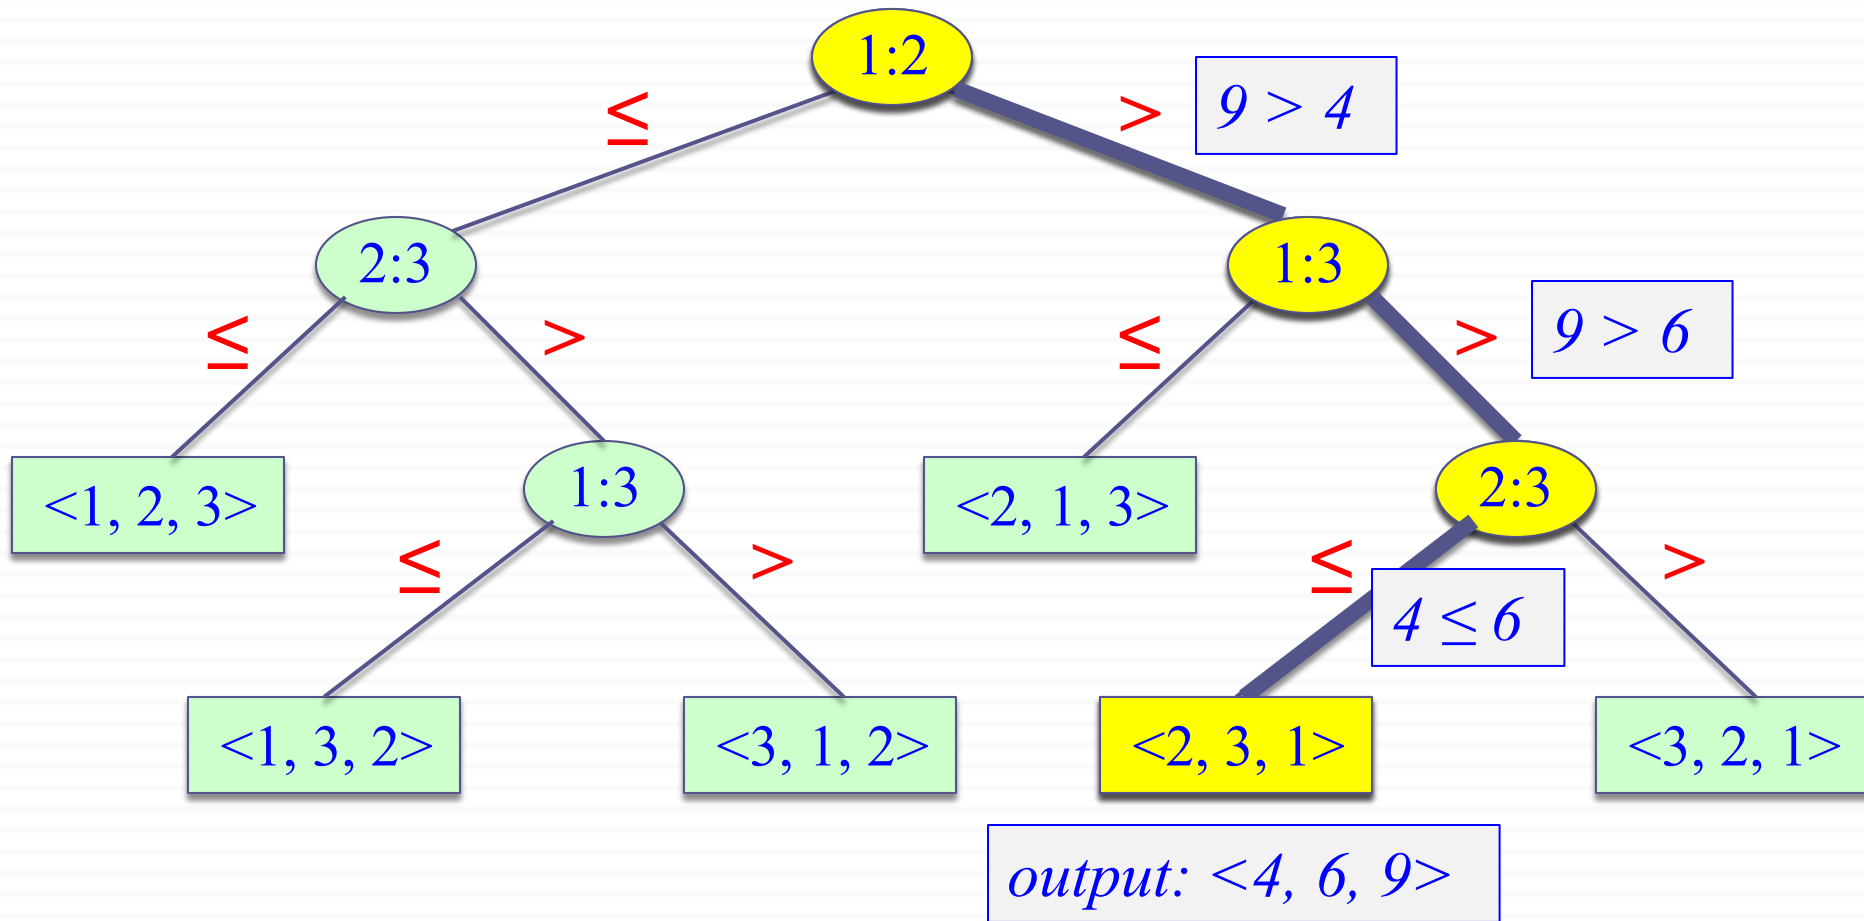 1:2
≤
>
9 > 4
2:3
1:3
≤
>
≤
>
9 > 6
<1, 2, 3>
1:3
<2, 1, 3>
2:3
≤
>
≤
4 ≤ 6
>
<1, 3, 2>
<3, 1, 2>
<2, 3, 1>
<3, 2, 1>
output: <4, 6, 9>